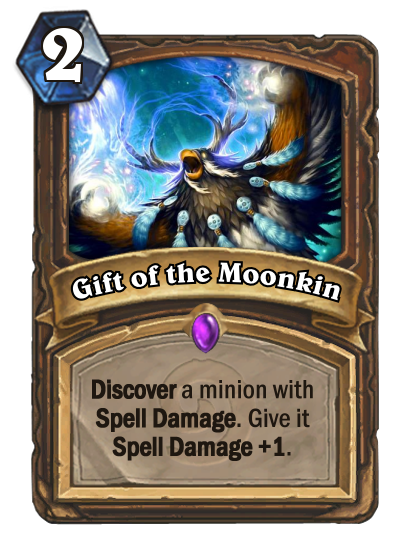 2
Gift of the Moonkin
Discover a minion with
Spell Damage. Give it
Spell Damage +1.